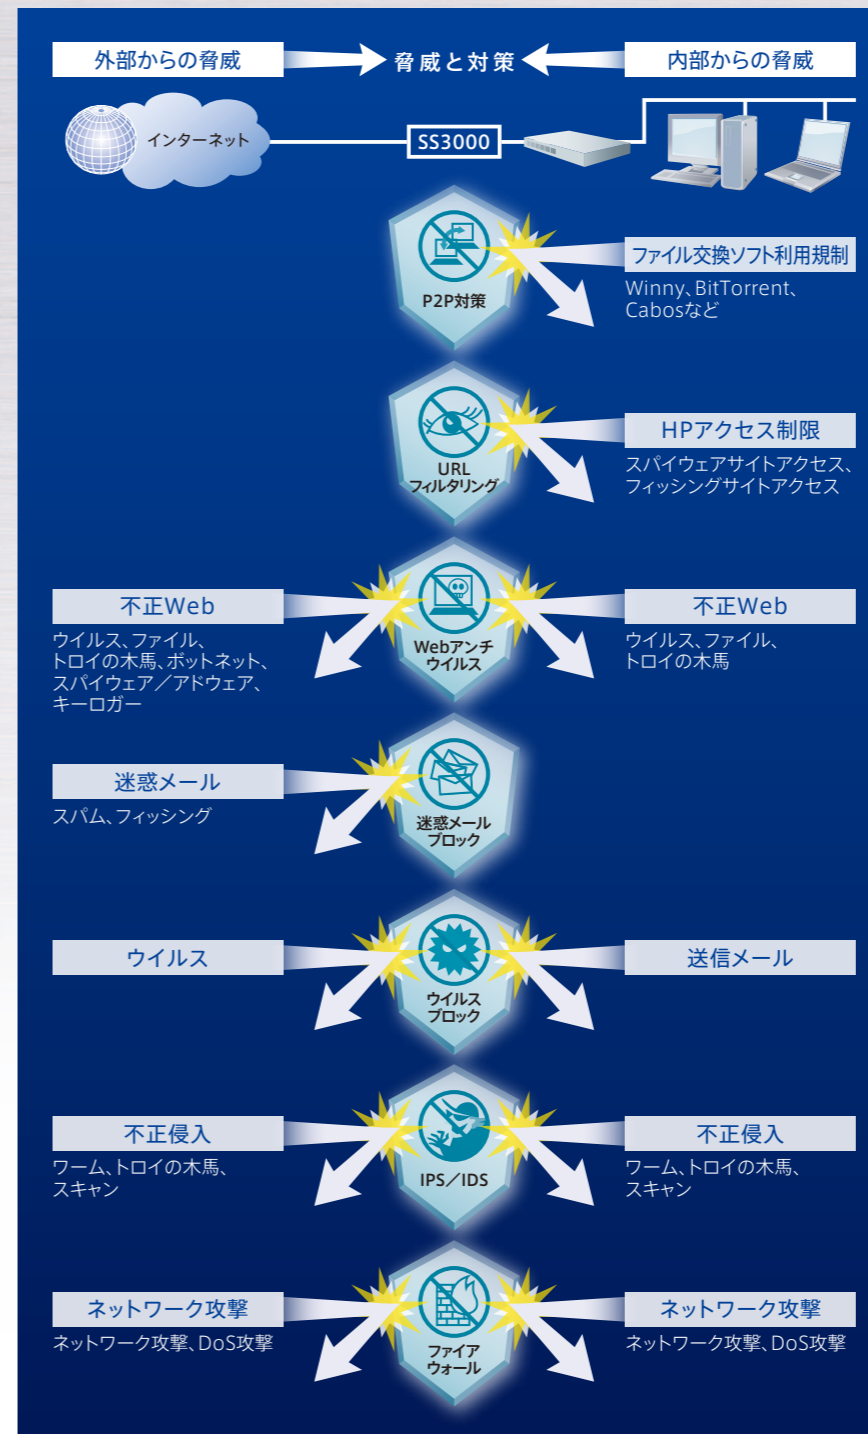 外部からの脅威
脅威と対策
内部からの脅威
インターネット
SS3000
P2P対策
ファイル交換ソフト利用規制
Winny、BitTorrent、
Cabosなど
URL
フィルタリング
HPアクセス制限
スパイウェアサイトアクセス、
フィッシングサイトアクセス
不正Web
ウイルス、ファイル、
トロイの木馬、ボットネット、
スパイウェア／アドウェア、
キーロガー
Webアンチ
ウイルス
不正Web
ウイルス、ファイル、
トロイの木馬
迷惑メール
スパム、フィッシング
迷惑メール
ブロック
ウイルス
ウイルス
ブロック
送信メール
不正侵入
ワーム、トロイの木馬、
スキャン
IPS／IDS
不正侵入
ワーム、トロイの木馬、
スキャン
ネットワーク攻撃
ネットワーク攻撃、DoS攻撃
ファイア
ウォール
ネットワーク攻撃
ネットワーク攻撃、DoS攻撃